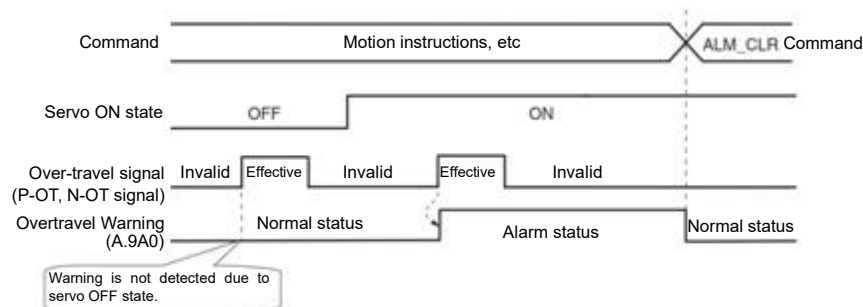 Command Motion instructions, etc ALM_CLR Command
Servo ON state OFF ON
Over-travel signal Invalid Effective Invalid Effective Invalid
(P-OT, N-OT signal)
Overtravel Warning Normal status Alarm status Normal status
(A.9A0)
Warning is not detected due to
servo OFF state.